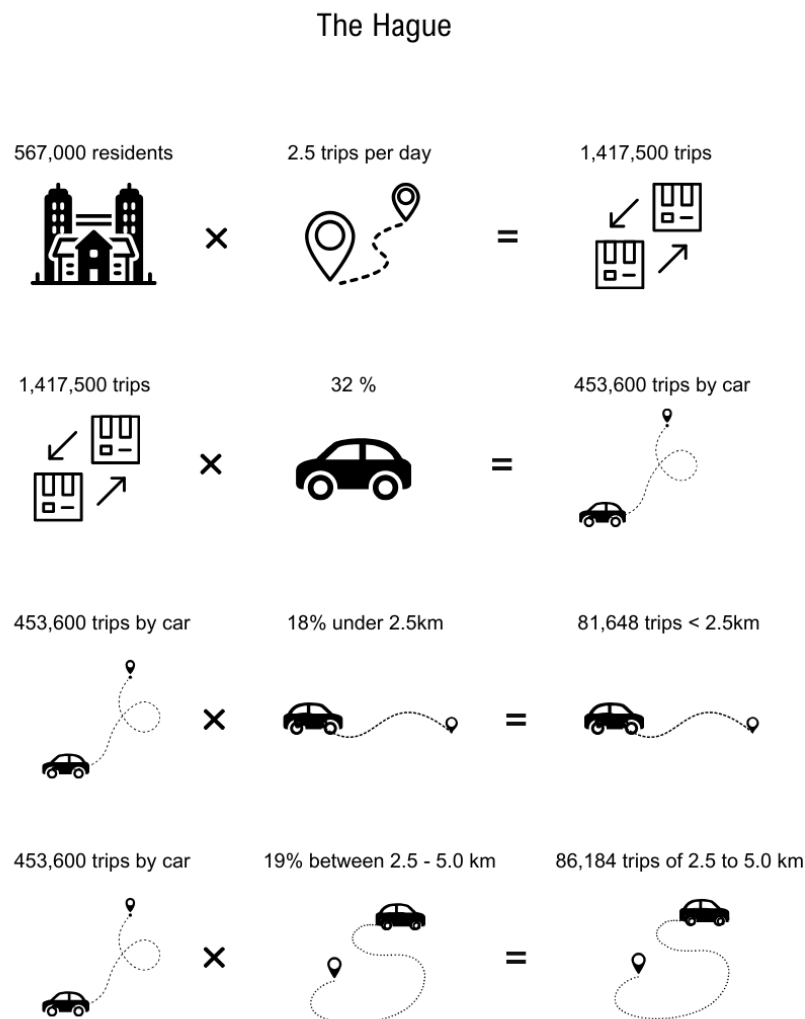 The Hague
567,000 residents
2.5 trips per day
1,417,500 trips
×
=
1,417,500 trips
32 %
453,600 trips by car
×
=
453,600 trips by car
18% under 2.5km
81,648 trips < 2.5km
×
=
453,600 trips by car
19% between 2.5 - 5.0 km
86,184 trips of 2.5 to 5.0 km
×
=